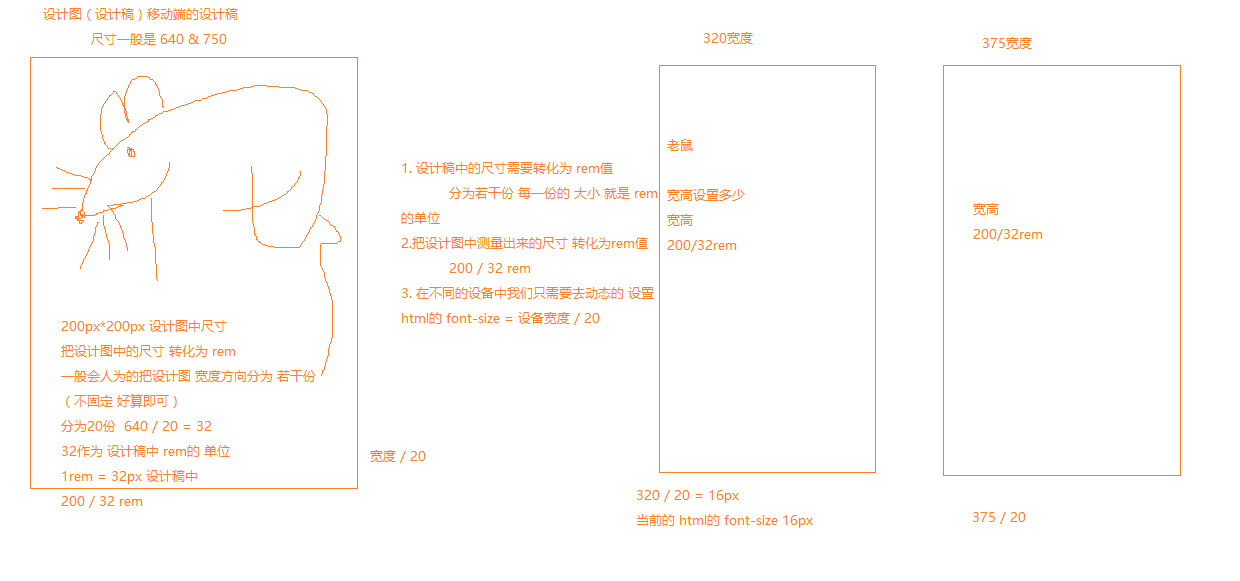 设计图（设计稿）移动端的设计稿
尺寸一般是 640 & 750
200px*200px 设计图中尺寸
把设计图中的尺寸 转化为 rem
一般会人为的把设计图 宽度方向分为 若干份
（不固定 好算即可）
分为20份 640 / 20 = 32
32作为 设计稿中 rem的 单位
1rem = 32px 设计稿中
200 / 32 rem
宽度 / 20
1. 设计稿中的尺寸需要转化为 rem值
分为若干份 每一份的 大小 就是 rem
的单位
2.把设计图中测量出来的尺寸 转化为rem值
200 / 32 rem
3. 在不同的设备中我们只需要去动态的 设置
html的 font-size = 设备宽度 / 20
320宽度
老鼠
宽高设置多少
宽高
200/32rem
320 / 20 = 16px
当前的 html的 font-size 16px
375宽度
宽高
200/32rem
375 / 20